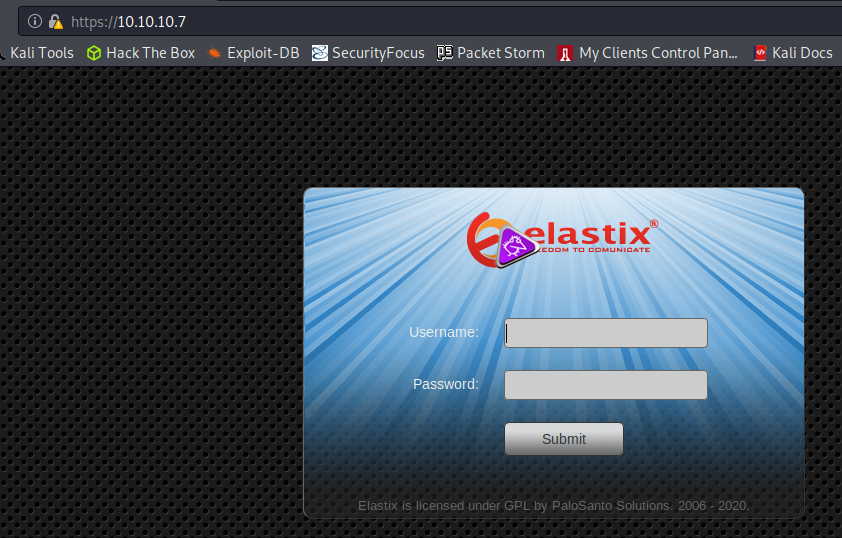 https://10.10.10.7
Kali Tools Hack The Box Exploit-DB SecurityFocus Packet Storm My Clients Control Pan... Kali Docs
elastix®
EDOM TO COMUNICATE
Username:
Password:
Submit
Elastix is licensed under GPL by PaloSanto Solutions. 2006 - 2020.